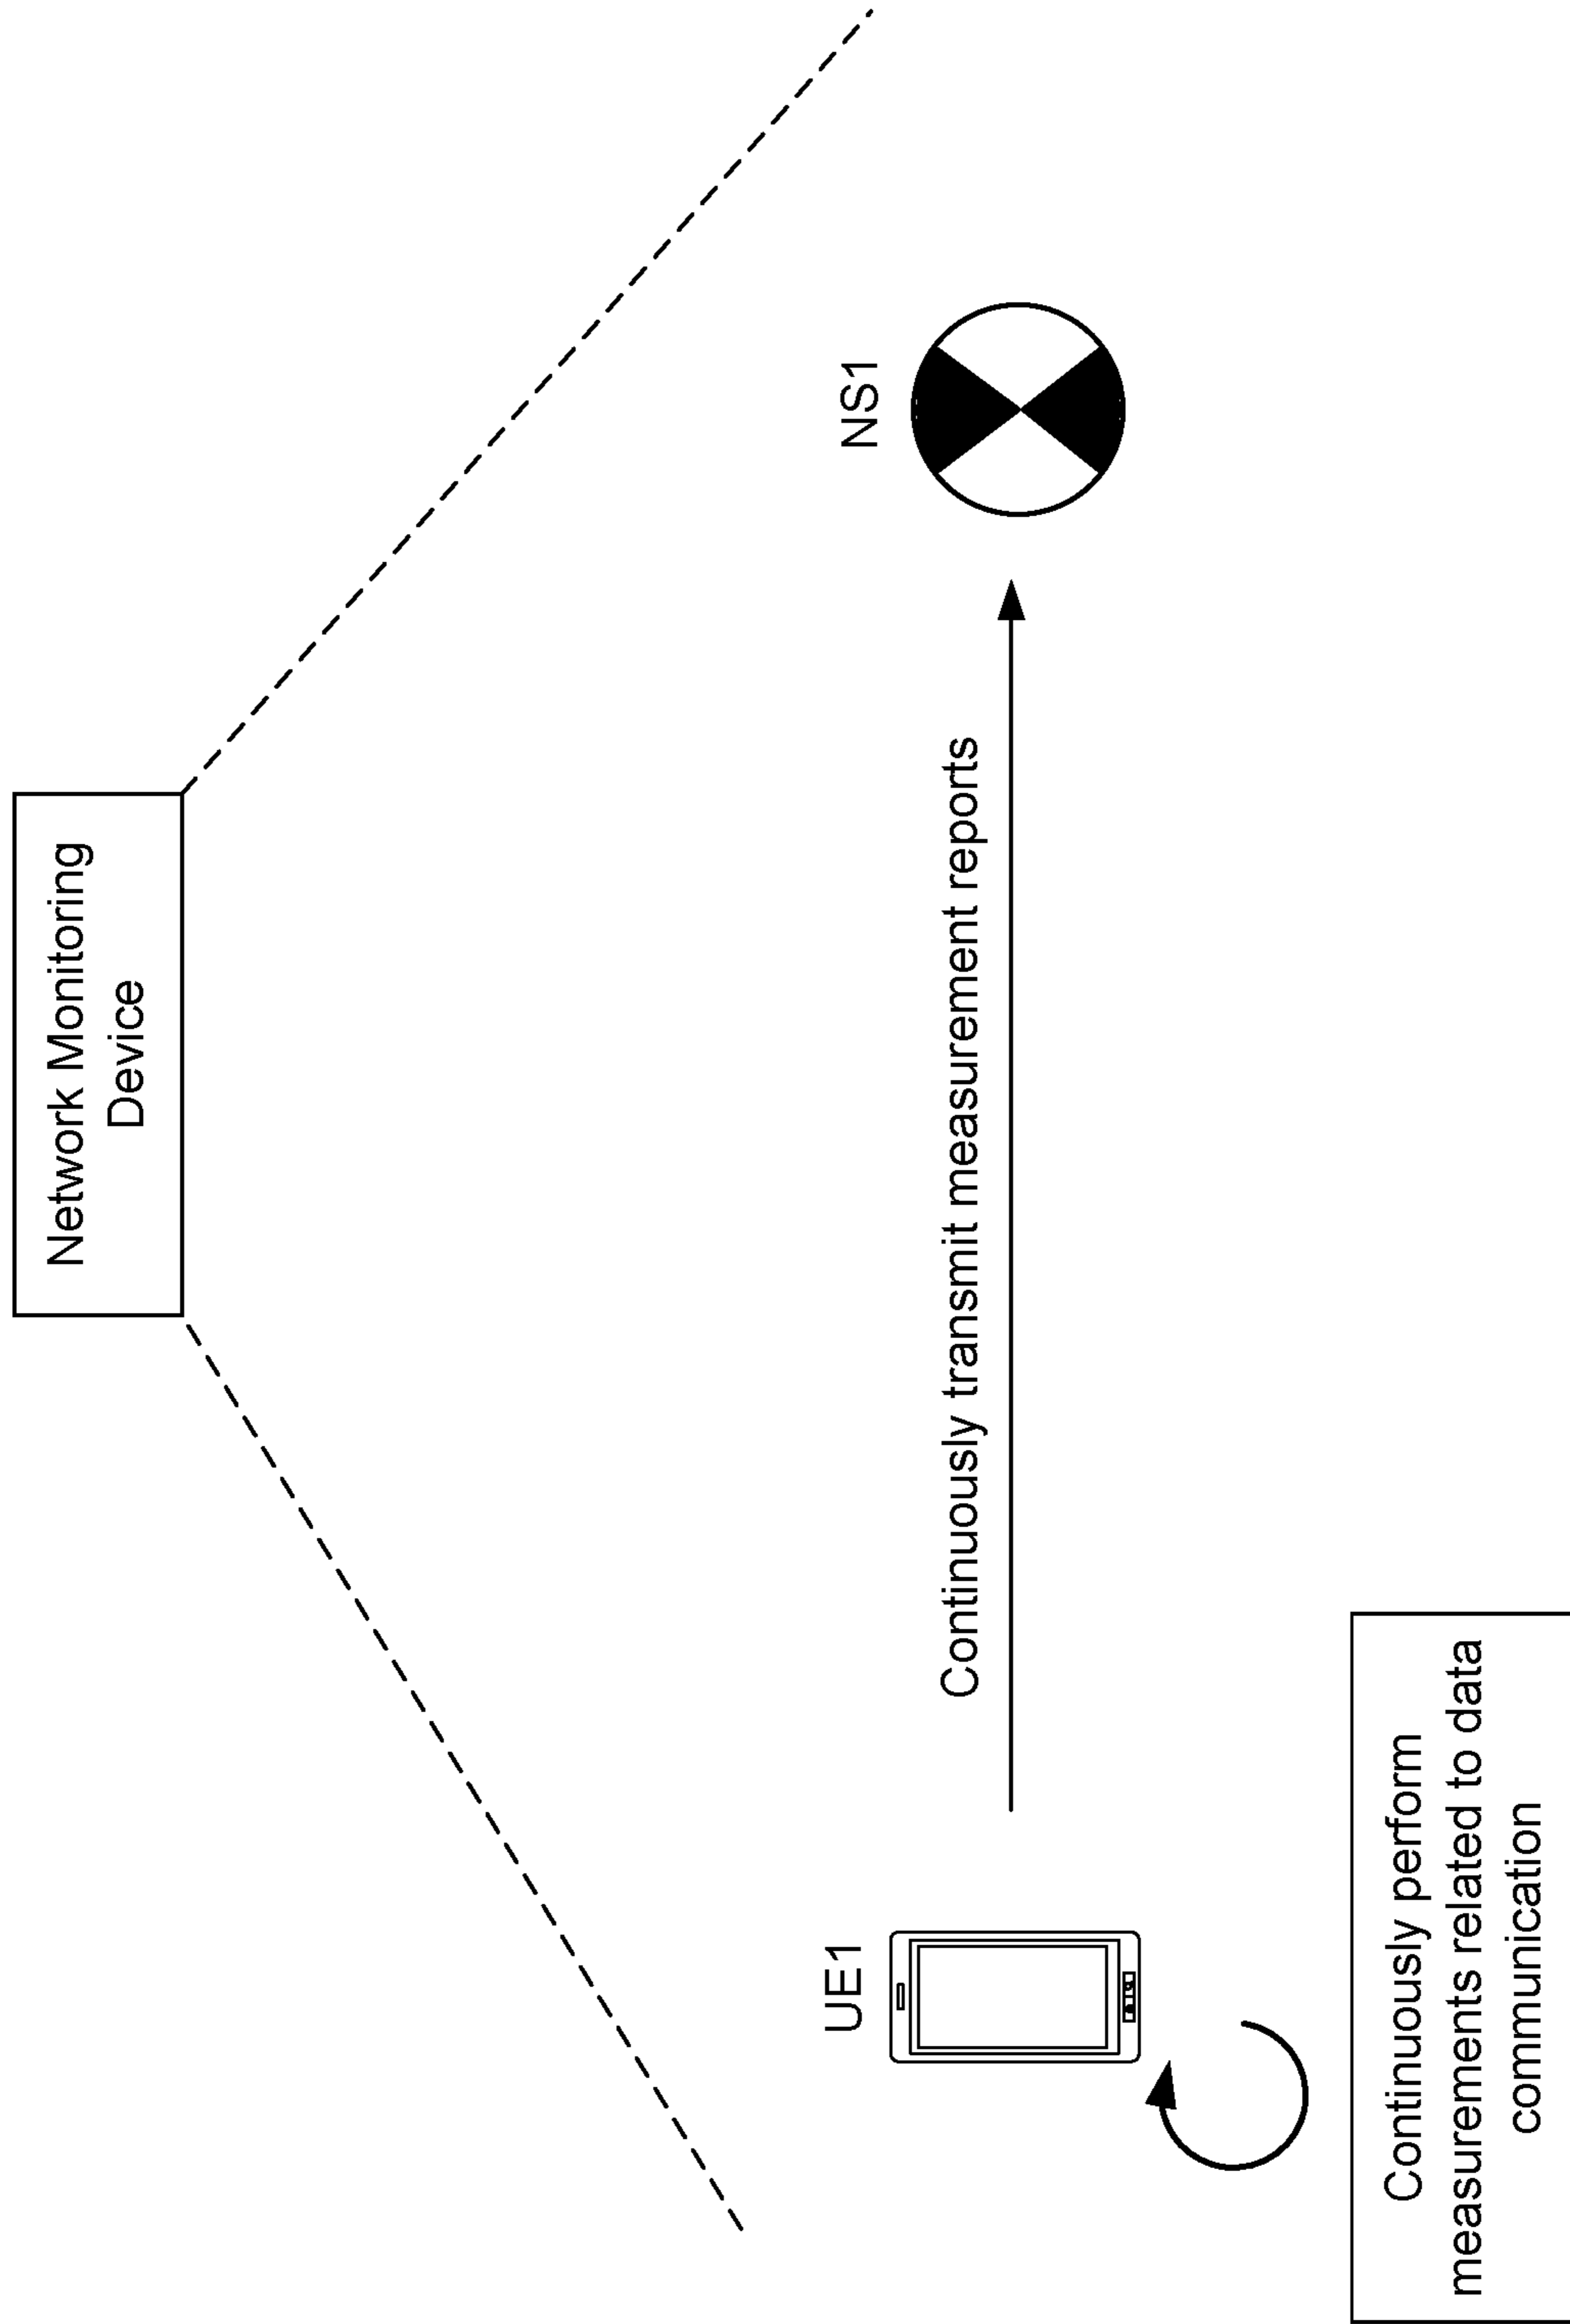 Network Monitoring
Device
NS1
Continuously transmit measurement reports
UE1
Continuously perform
measurements related to data
communication